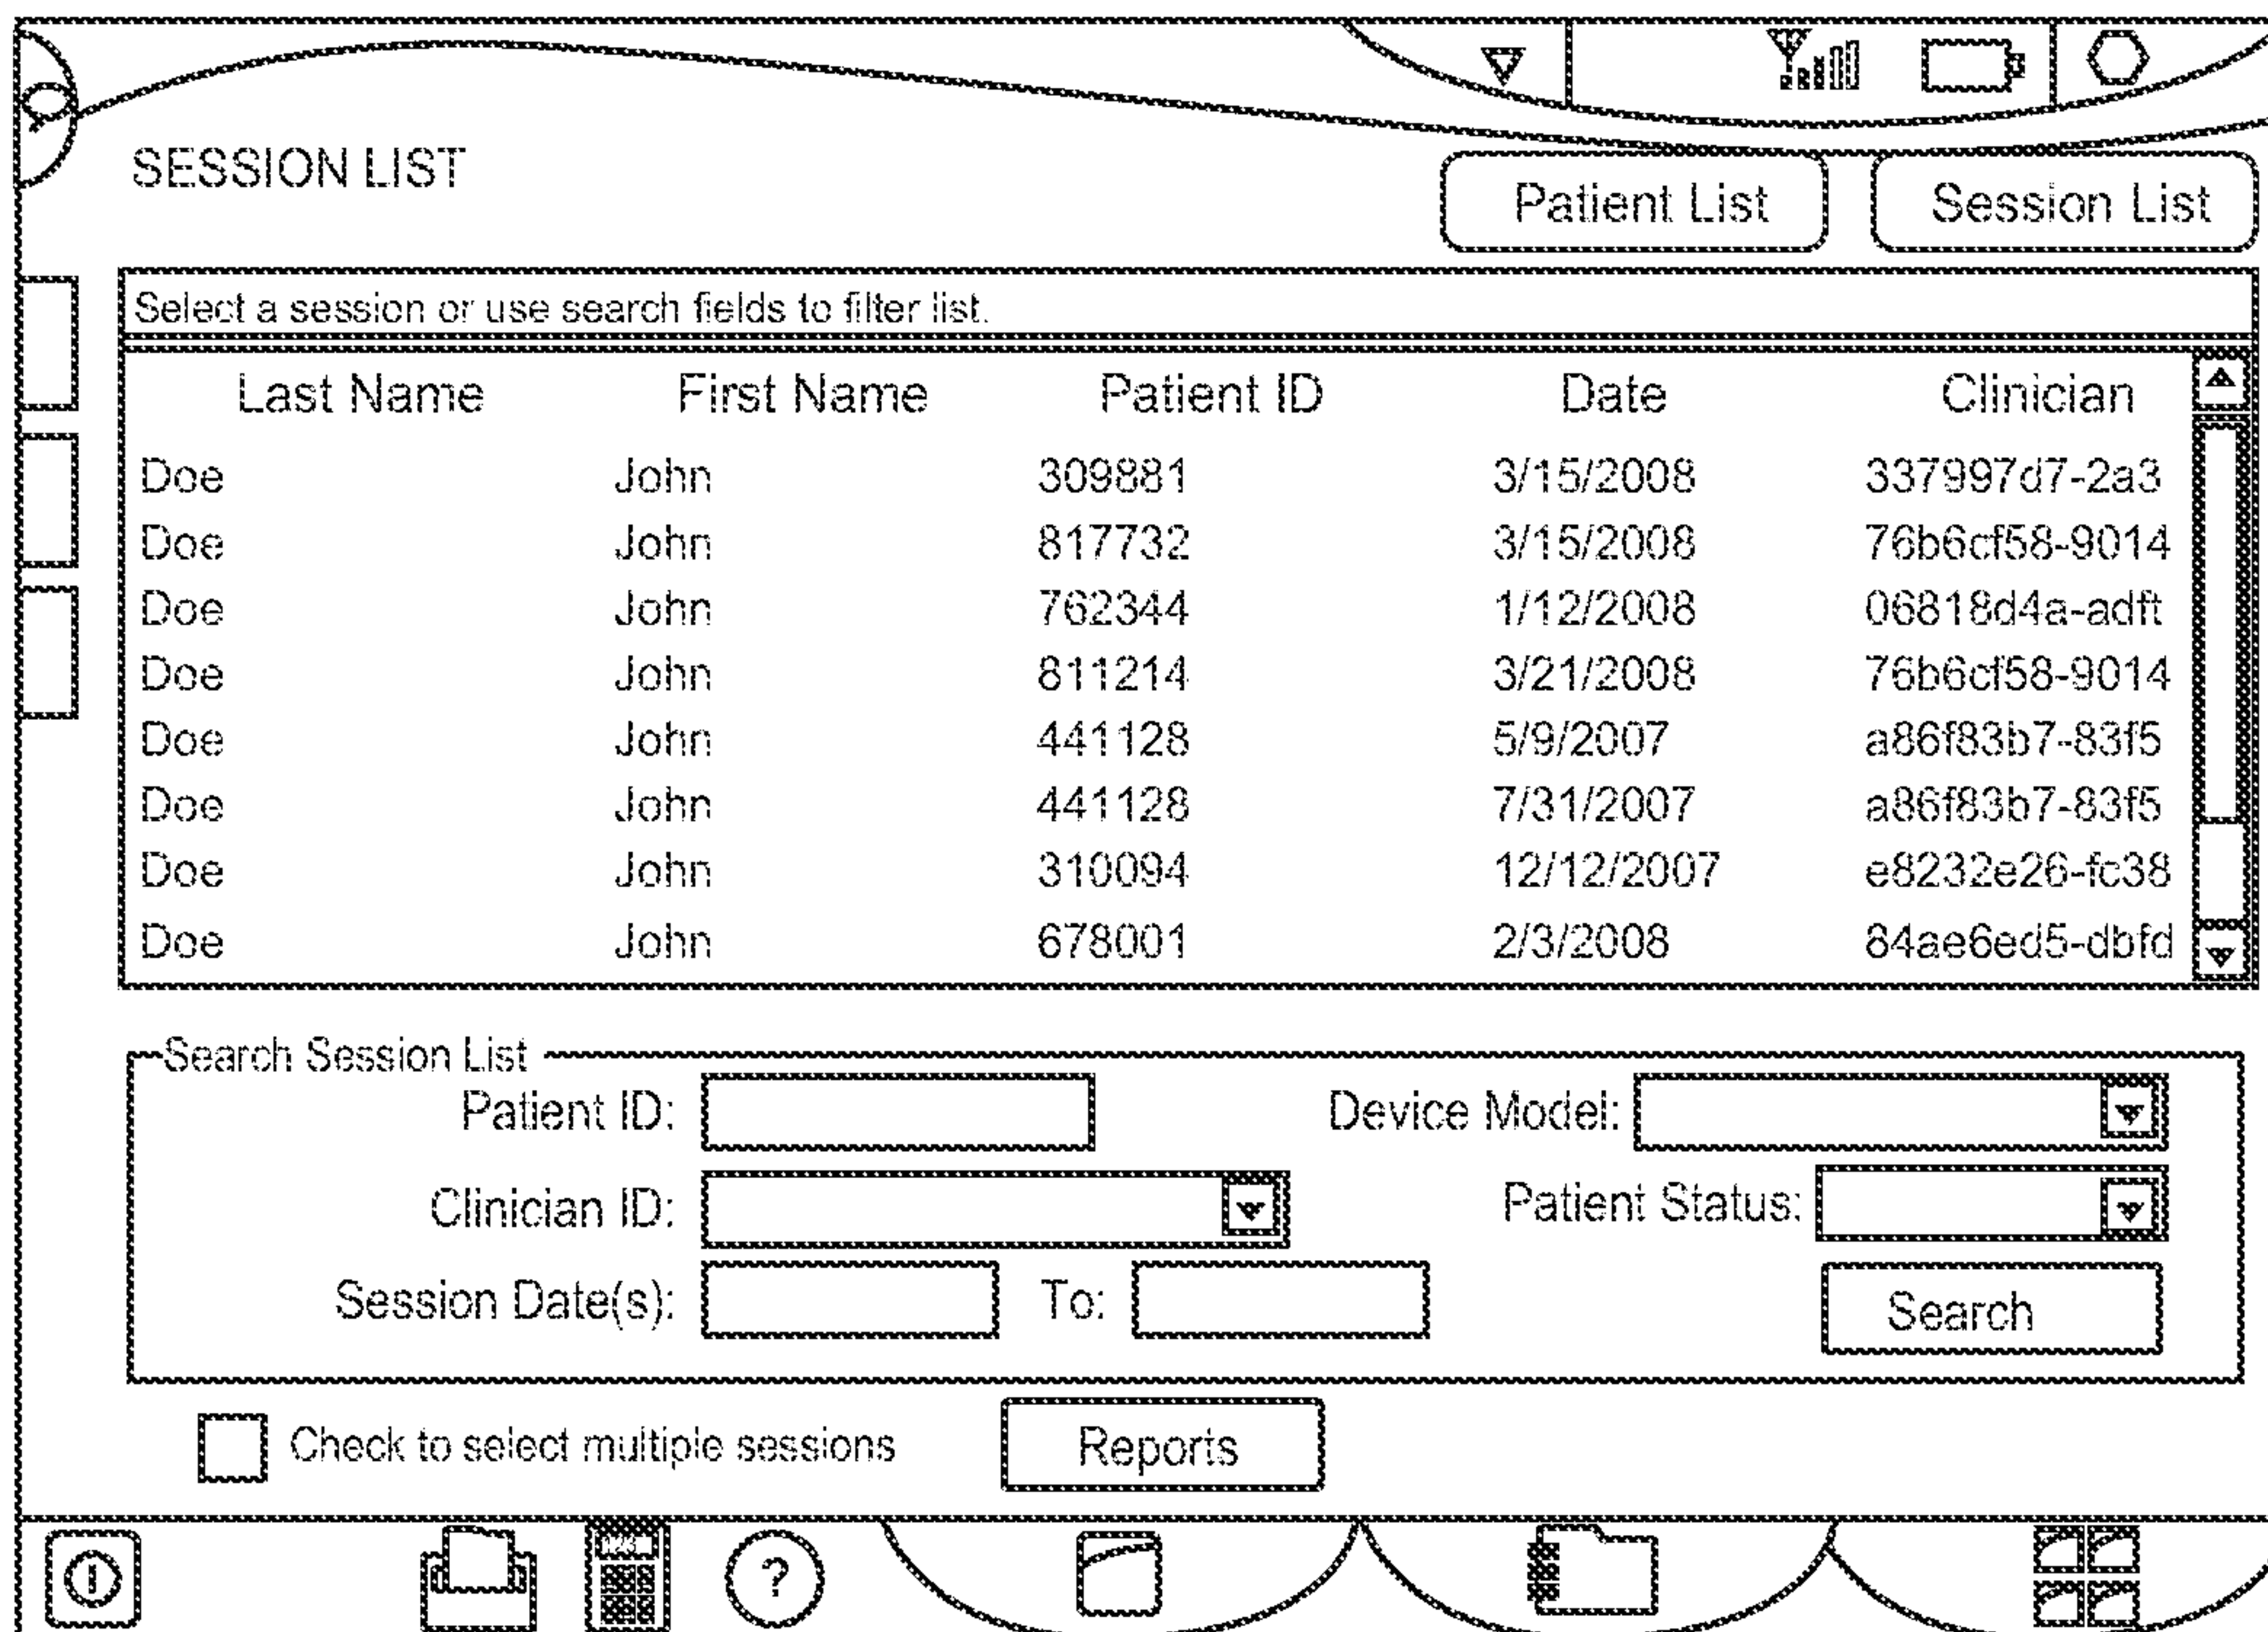 SESSION LIST
Patient List Session List
Select a session or use search fields to filter list.
Last Name First Name Patient ID Date Clinician
Doe John 309881 3/15/2008 337997d7-2a3
Doe John 817732 3/15/2008 76b6cf58-9014
Doe John 762344 1/12/2008 06818d4a-adft
Doe John 811214 3/21/2008 76b6cf58-9014
Doe John 441128 5/9/2007 a86f83b7-83f5
Doe John 441128 7/31/2007 a86f83b7-83f5
Doe John 310094 12/12/2007 e8232e26-fc38
Doe John 678001 2/3/2008 84ae6ed5-dbfd
Search Session List
Patient ID: Device Model:
Clinician ID: Patient Status:
Session Date(s): To: Search
Check to select multiple sessions Reports
?